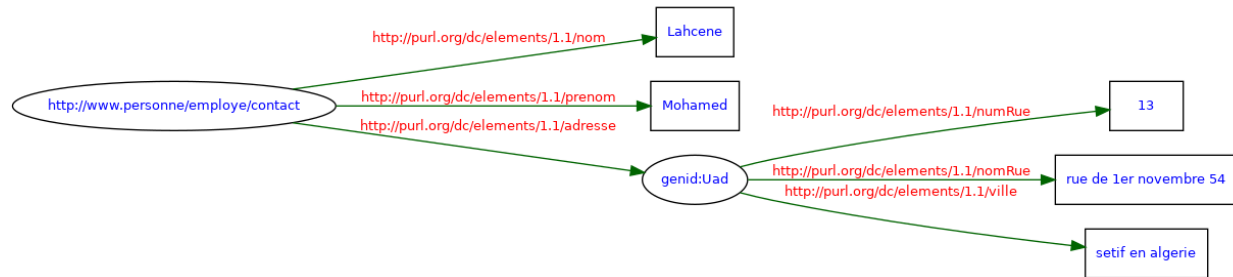 Lahcene
http://purl.org/dc/elements/1.1/nom
http://www.personne/employe/contact
http://purl.org/dc/elements/1.1/prenom
Mohamed
http://purl.org/dc/elements/1.1/adresse
http://purl.org/dc/elements/1.1/numRue
13
genid:Uad
http://purl.org/dc/elements/1.1/nomRue
rue de 1er novembre 54
http://purl.org/dc/elements/1.1/ville
setif en algerie